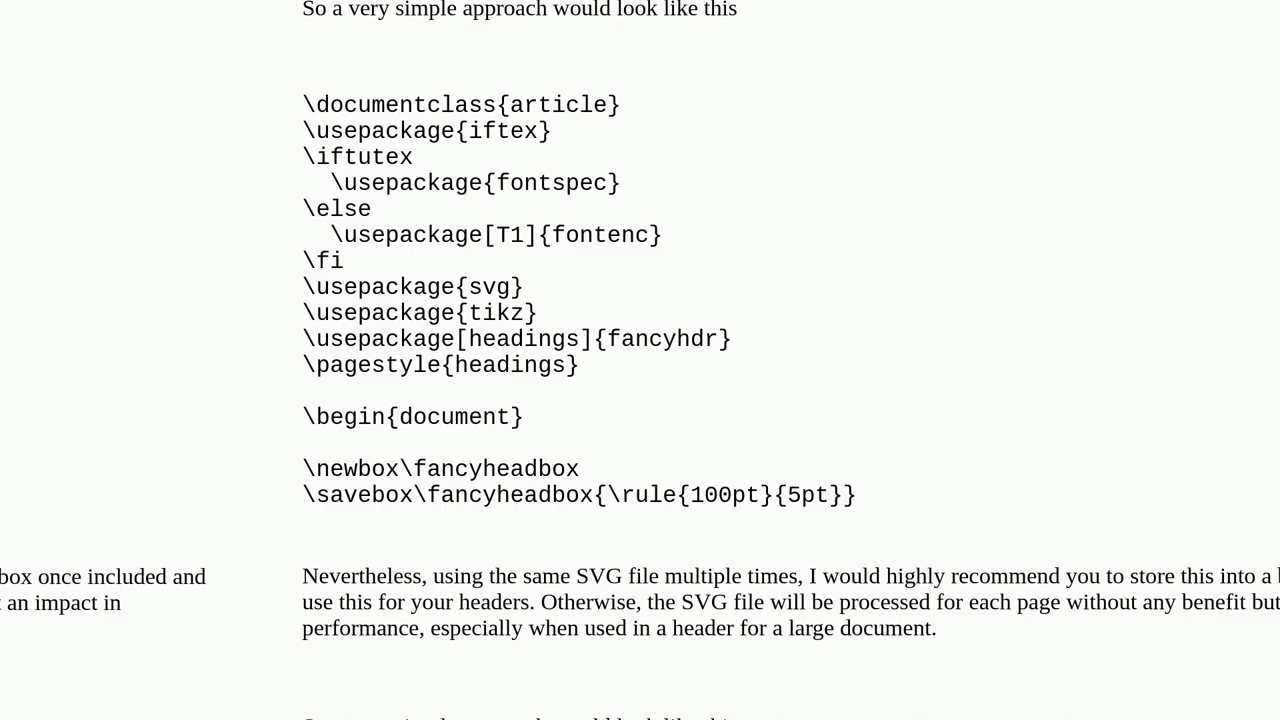 So a very simple approach would look like this
\documentclass{article}
\usepackage{iftex}
\iftutex
  \usepackage{fontspec}
\else
  \usepackage[T1]{fontenc}
\fi
\usepackage{svg}
\usepackage{tikz}
\usepackage[headings]{fancyhdr}
\pagestyle{headings}
\begin{document}
\newbox\fancyheadbox
\savebox\fancyheadbox{\rule{100pt}{5pt}}
box once included and
an impact in
Nevertheless, using the same SVG file multiple times, I would highly recommend you to store this into a
use this for your headers. Otherwise, the SVG file will be processed for each page without any benefit but
performance, especially when used in a header for a large document.